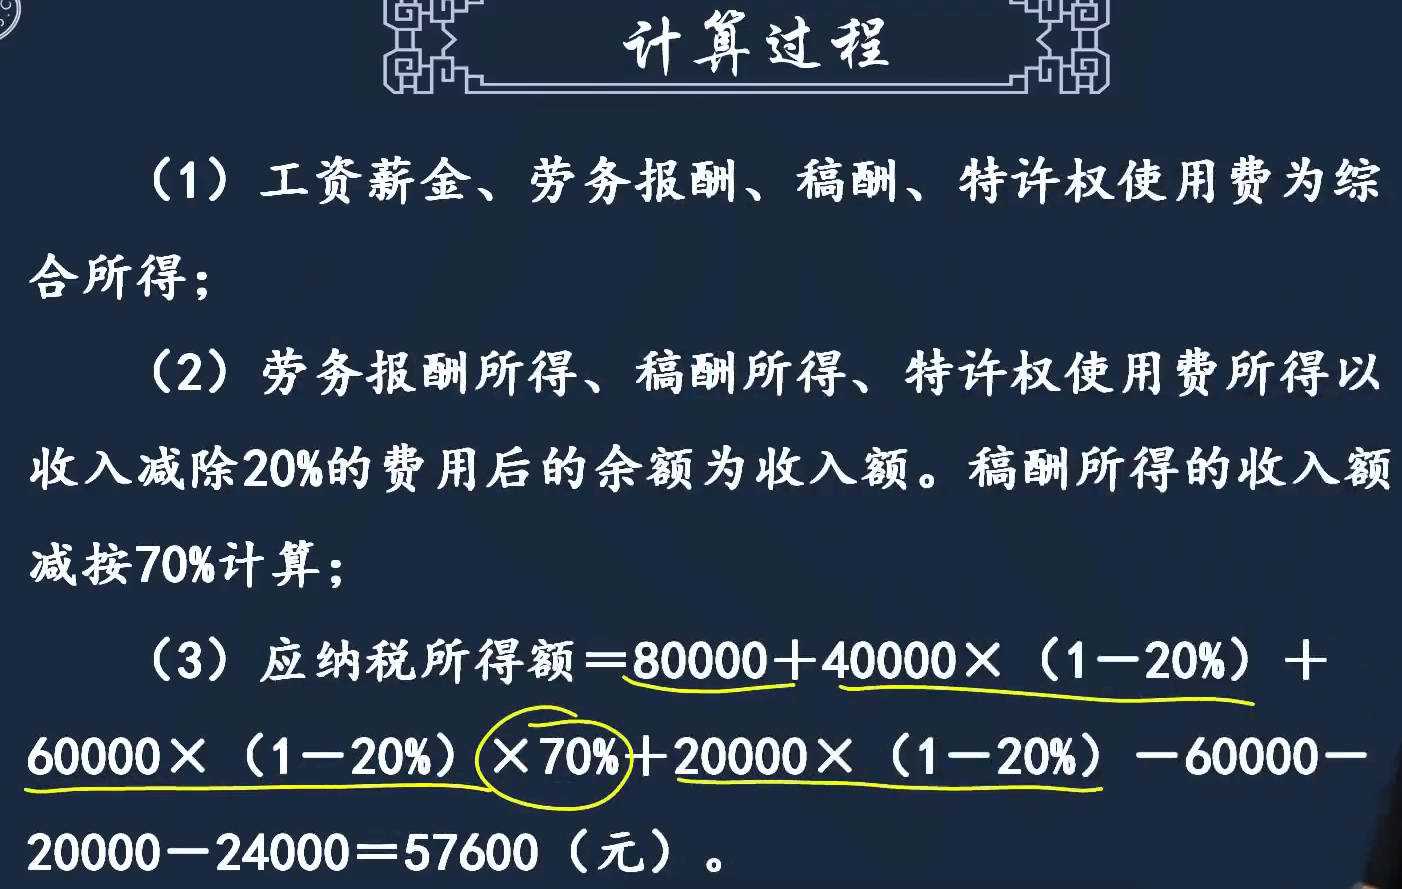 计算过程
（1）工资薪金、劳务报酬、稿酬、特许权使用费为综
合所得；
（2）劳务报酬所得、稿酬所得、特许权使用费所得以
收入减除20%的费用后的余额为收入额。稿酬所得的收入额
减按70%计算；
（3）应纳税所得额＝80000＋40000×（1－20%）＋
60000×（1－20%）×70%＋20000×（1－20%）－60000－
20000－24000＝57600（元）。